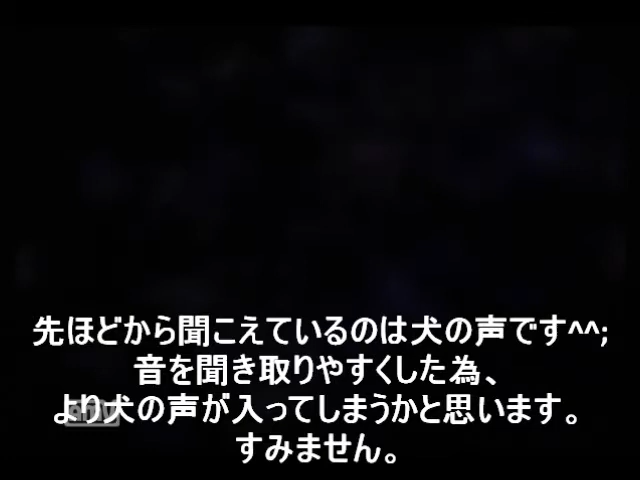 先ほどから聞こえているのは犬の声です^^;
音を聞き取りやすくした為、
より犬の声が入ってしまうかと思います。
すみません。